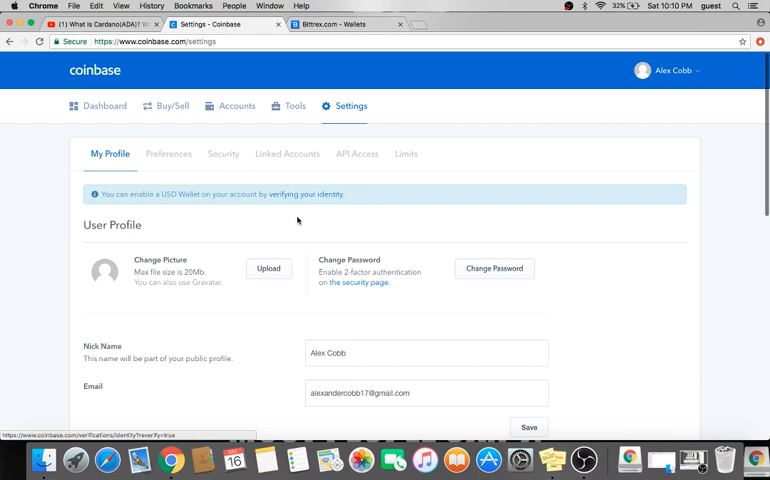 Chrome File Edit View History Bookmarks People Window Help 32% Sat 10:10 PM guest
(1) What Is Cardano(ADA)? W Settings - Coinbase Bittrex.com - Wallets
Secure https://www.coinbase.com/settings
coinbase Alex Cobb
Dashboard Buy/Sell Accounts Tools Settings
My Profile Preferences Security Linked Accounts API Access Limits
You can enable a USD Wallet on your account by verifying your identity.
User Profile
Change Picture
Max file size is 20Mb.
You can also use Gravatar.
Upload
Change Password
Enable 2-factor authentication
on the security page.
Change Password
Nick Name
This name will be part of your public profile.
Alex Cobb
Email
alexandercobb17@gmail.com
Save
https://www.coinbase.com/verifications/identity?reverify=true
DEC
16